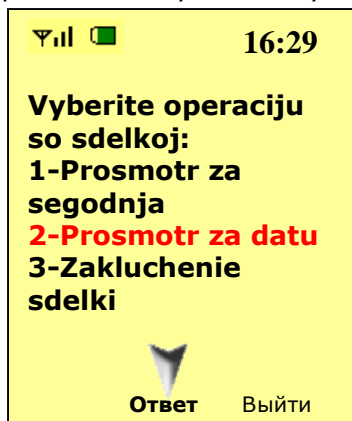 16:29
Vyberite operaciju
so sdelkoj:
1-Prosmotr za
segodnja
2-Prosmotr za datu
3-Zakluchenie
sdelki
Ответ Выйти